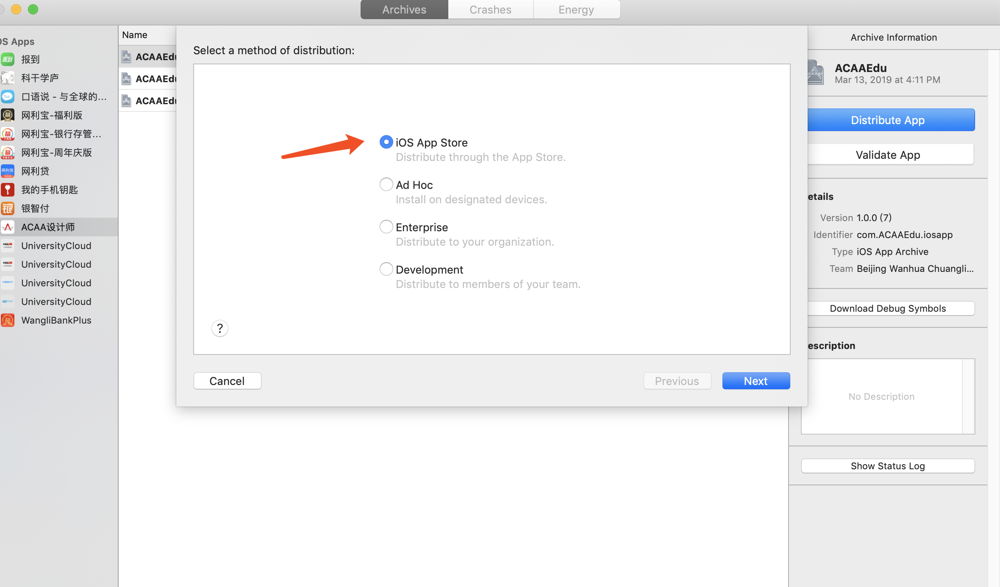 Archives
Crashes
Energy
OS Apps
报到
科干学庐
口语说 - 与全球的...
网利宝-福利版
网利宝-银行存管...
网利宝-周年庆版
网利贷
我的手机钥匙
银智付
ACAA设计师
UniversityCloud
UniversityCloud
UniversityCloud
UniversityCloud
WangliBankPlus
Name
ACAAEdu
ACAAEdu
ACAAEdu
Select a method of distribution:
iOS App Store
Distribute through the App Store.
Ad Hoc
Install on designated devices.
Enterprise
Distribute to your organization.
Development
Distribute to members of your team.
?
Cancel
Previous
Next
Archive Information
ACAAEdu
Mar 13, 2019 at 4:11 PM
Distribute App
Validate App
etails
Version 1.0.0 (7)
Identifier com.ACAAEdu.iosapp
Type iOS App Archive
Team Beijing Wanhua Chuangli...
Download Debug Symbols
escription
No Description
Show Status Log